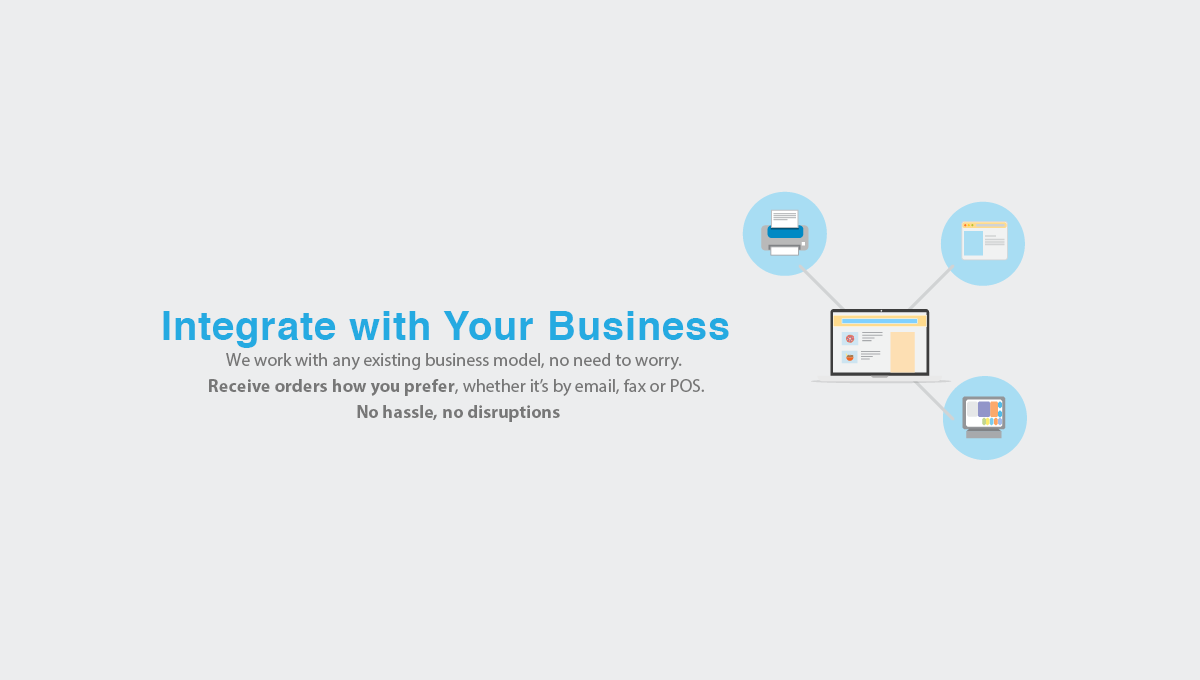 Integrate with Your Business
We work with any existing business model, no need to worry.
Receive orders how you prefer, whether it’s by email, fax or POS.
No hassle, no disruptions